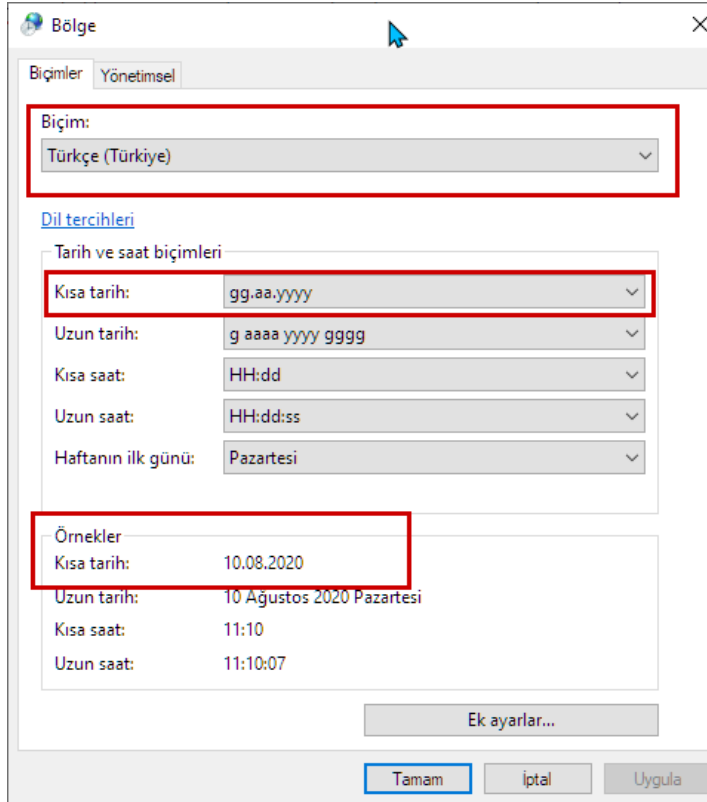 Bölge
Biçimler Yönetimsel
Biçim:
Türkçe (Türkiye)
Dil tercihleri
Tarih ve saat biçimleri
Kısa tarih: gg.aa.yyyy
Uzun tarih: g aaaa yyyy gggg
Kısa saat: HH:dd
Uzun saat: HH:dd:ss
Haftanın ilk günü: Pazartesi
Örnekler
Kısa tarih: 10.08.2020
Uzun tarih: 10 Ağustos 2020 Pazartesi
Kısa saat: 11:10
Uzun saat: 11:10:07
Ek ayarlar...
Tamam İptal Uygula